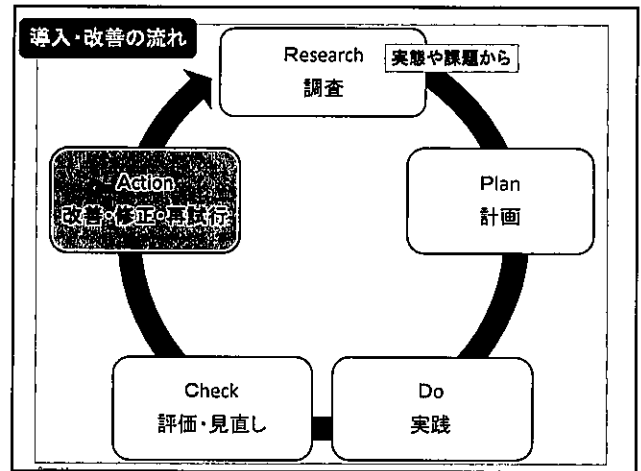 導入・改善の流れ
Research
調査
実態や課題から
Plan
計画
Do
実践
Check
評価・見直し
Action
改善・修正・再試行